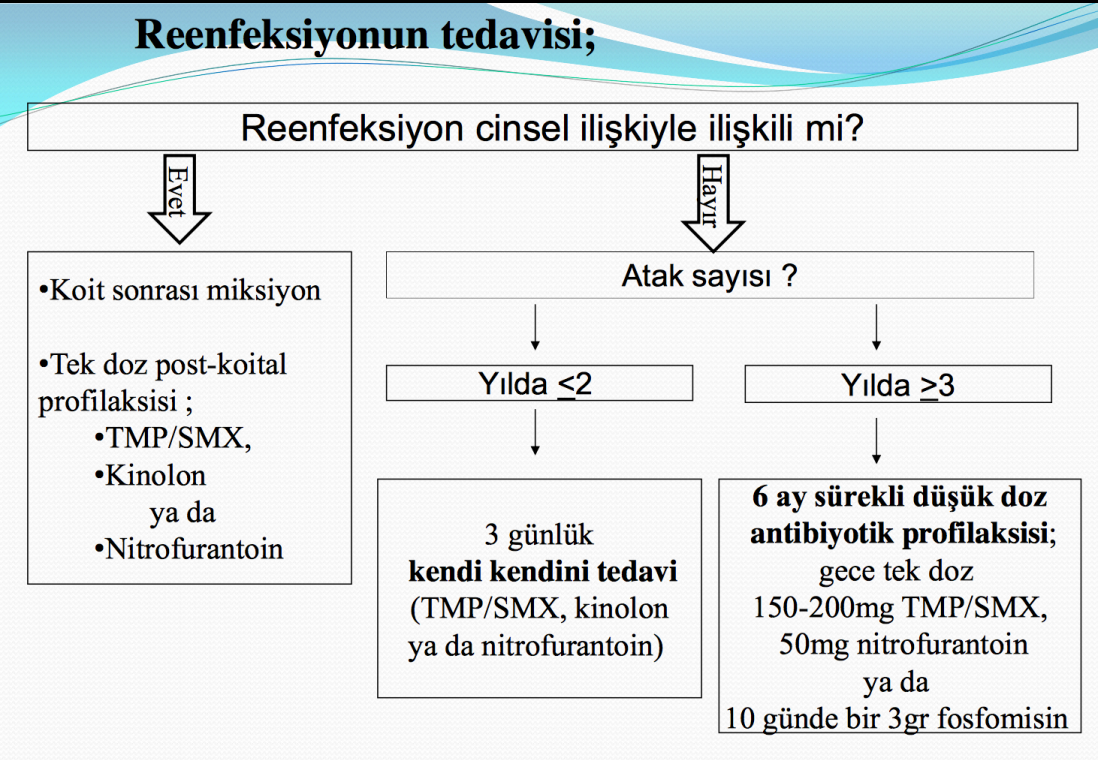 Reenfeksiyonun tedavisi;
Reenfeksiyon cinsel ilişkiyle ilişkili mi?
Evet
Hayır
•Koit sonrası miksiyon
•Tek doz post-koital
profilaksisi ;
•TMP/SMX,
•Kinolon
ya da
•Nitrofurantoin
Atak sayısı ?
Yılda ≤2
Yılda ≥3
3 günlük
kendi kendini tedavi
(TMP/SMX, kinolon
ya da nitrofurantoin)
6 ay sürekli düşük doz
antibiyotik profilaksisi;
gece tek doz
150-200mg TMP/SMX,
50mg nitrofurantoin
ya da
10 günde bir 3gr fosfomisin